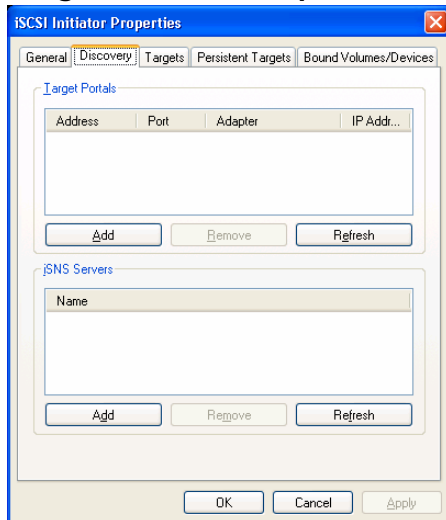 iSCSI Initiator Properties
General Discovery Targets Persistent Targets Bound Volumes/Devices
Target Portals
Address Port Adapter IP Addr...
Add Remove Refresh
iSNS Servers
Name
Add Remove Refresh
OK Cancel Apply